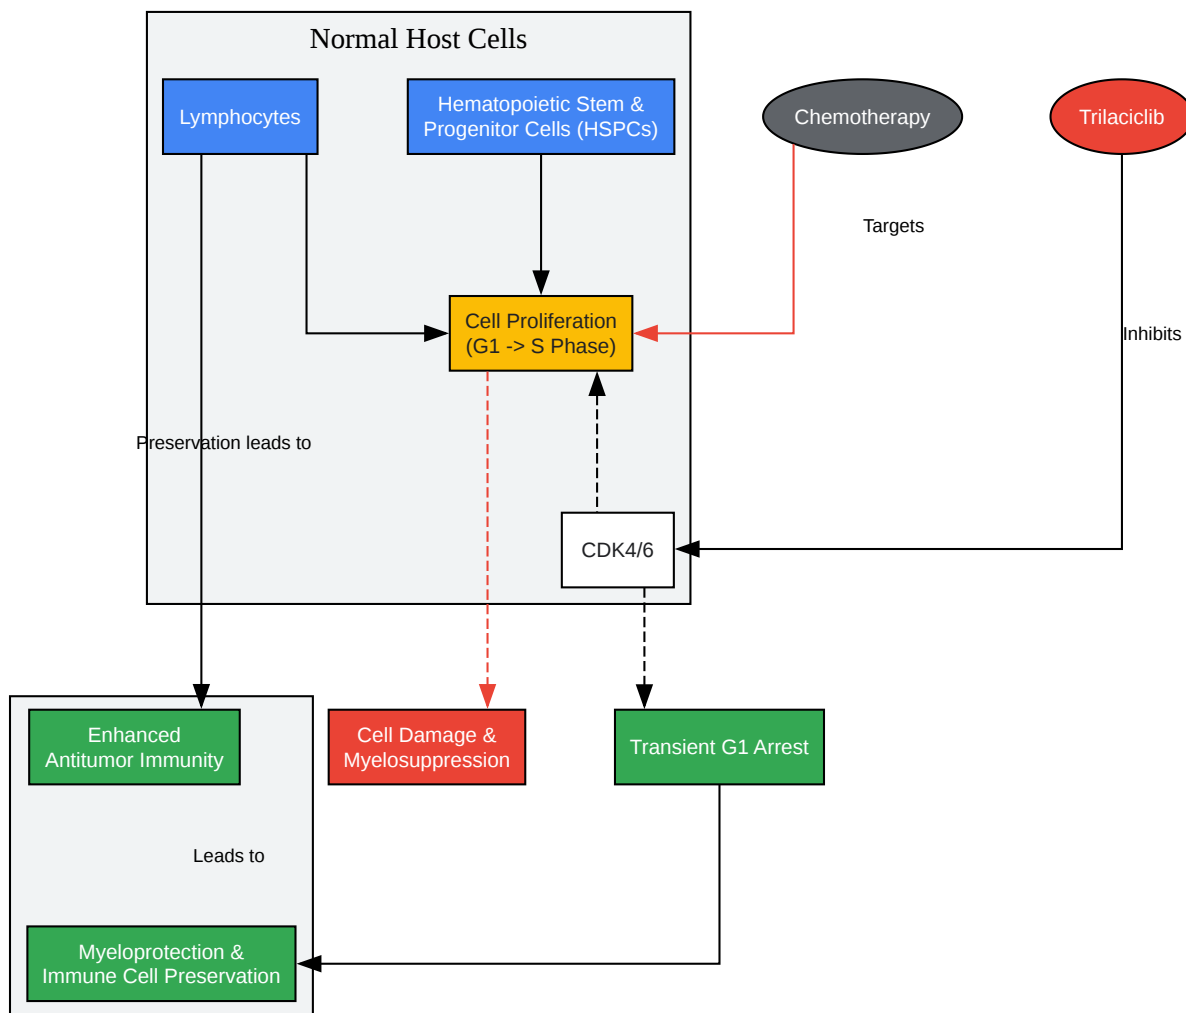 Normal Host Cells
Lymphocytes
Hematopoietic Stem &
Progenitor Cells (HSPCs)
Chemotherapy
Trilaciclib
Targets
Cell Proliferation
(G1 -> S Phase)
Inhibits
Preservation leads to
CDK4/6
Enhanced
Antitumor Immunity
Cell Damage &
Myelosuppression
Transient G1 Arrest
Leads to
Myeloprotection &
Immune Cell Preservation